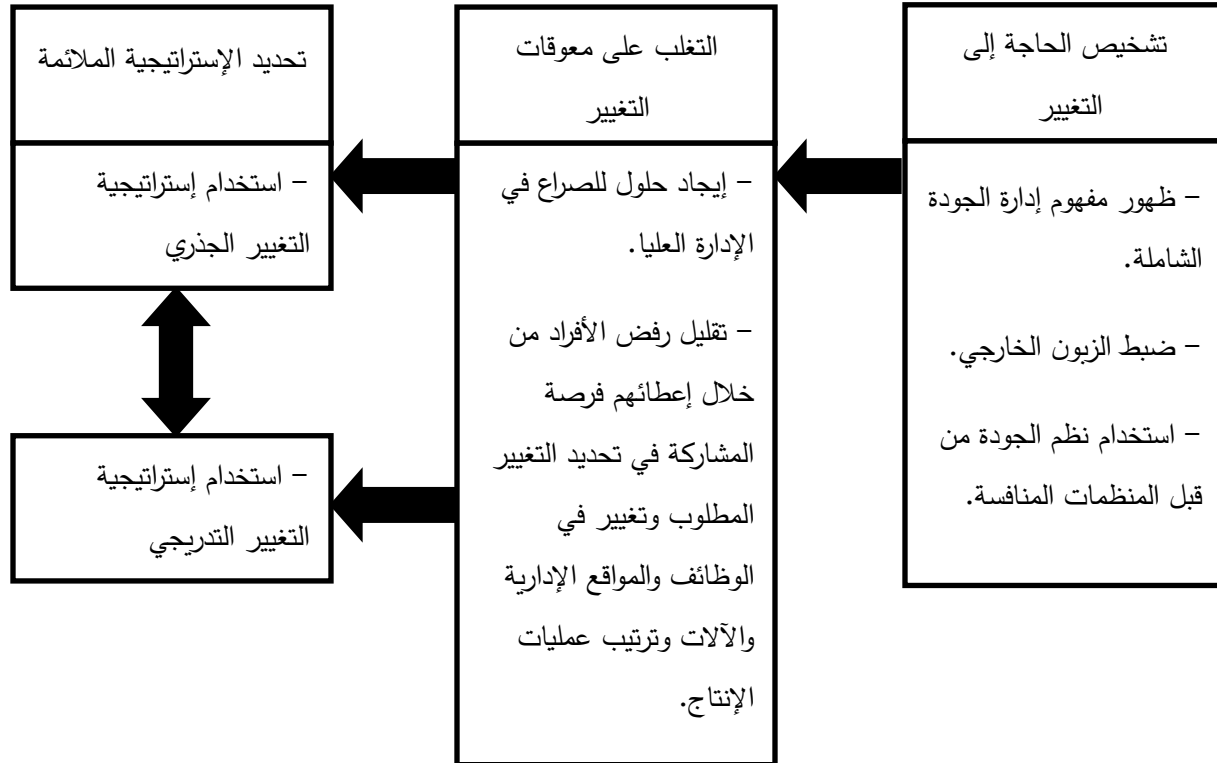 تشخيص الحاجة إلى
التغيير
– ظهور مفهوم إدارة الجودة
الشاملة.
– ضبط الزبون الخارجي.
– استخدام نظم الجودة من
قبل المنظمات المنافسة.
التغلب على معوقات
التغيير
– إيجاد حلول للصراع في
الإدارة العليا.
– تقليل رفض الأفراد من
خلال إعطائهم فرصة
المشاركة في تحديد التغيير
المطلوب وتغيير في
الوظائف والمواقع الإدارية
والآلات وترتيب عمليات
الإنتاج.
تحديد الإستراتيجية الملائمة
– استخدام إستراتيجية
التغيير الجذري
– استخدام إستراتيجية
التغيير التدريجي